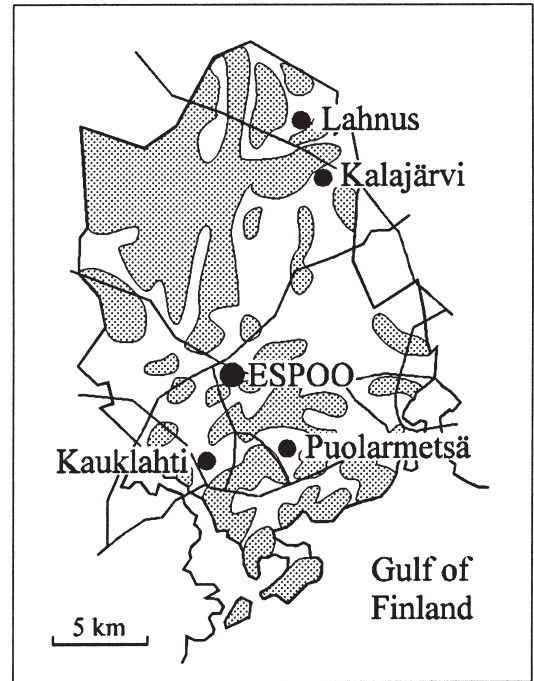 Lahnus
Kalajärvi
ESPOO
Puolarmetsä
Kauklahti
Gulf of
Finland
5 km